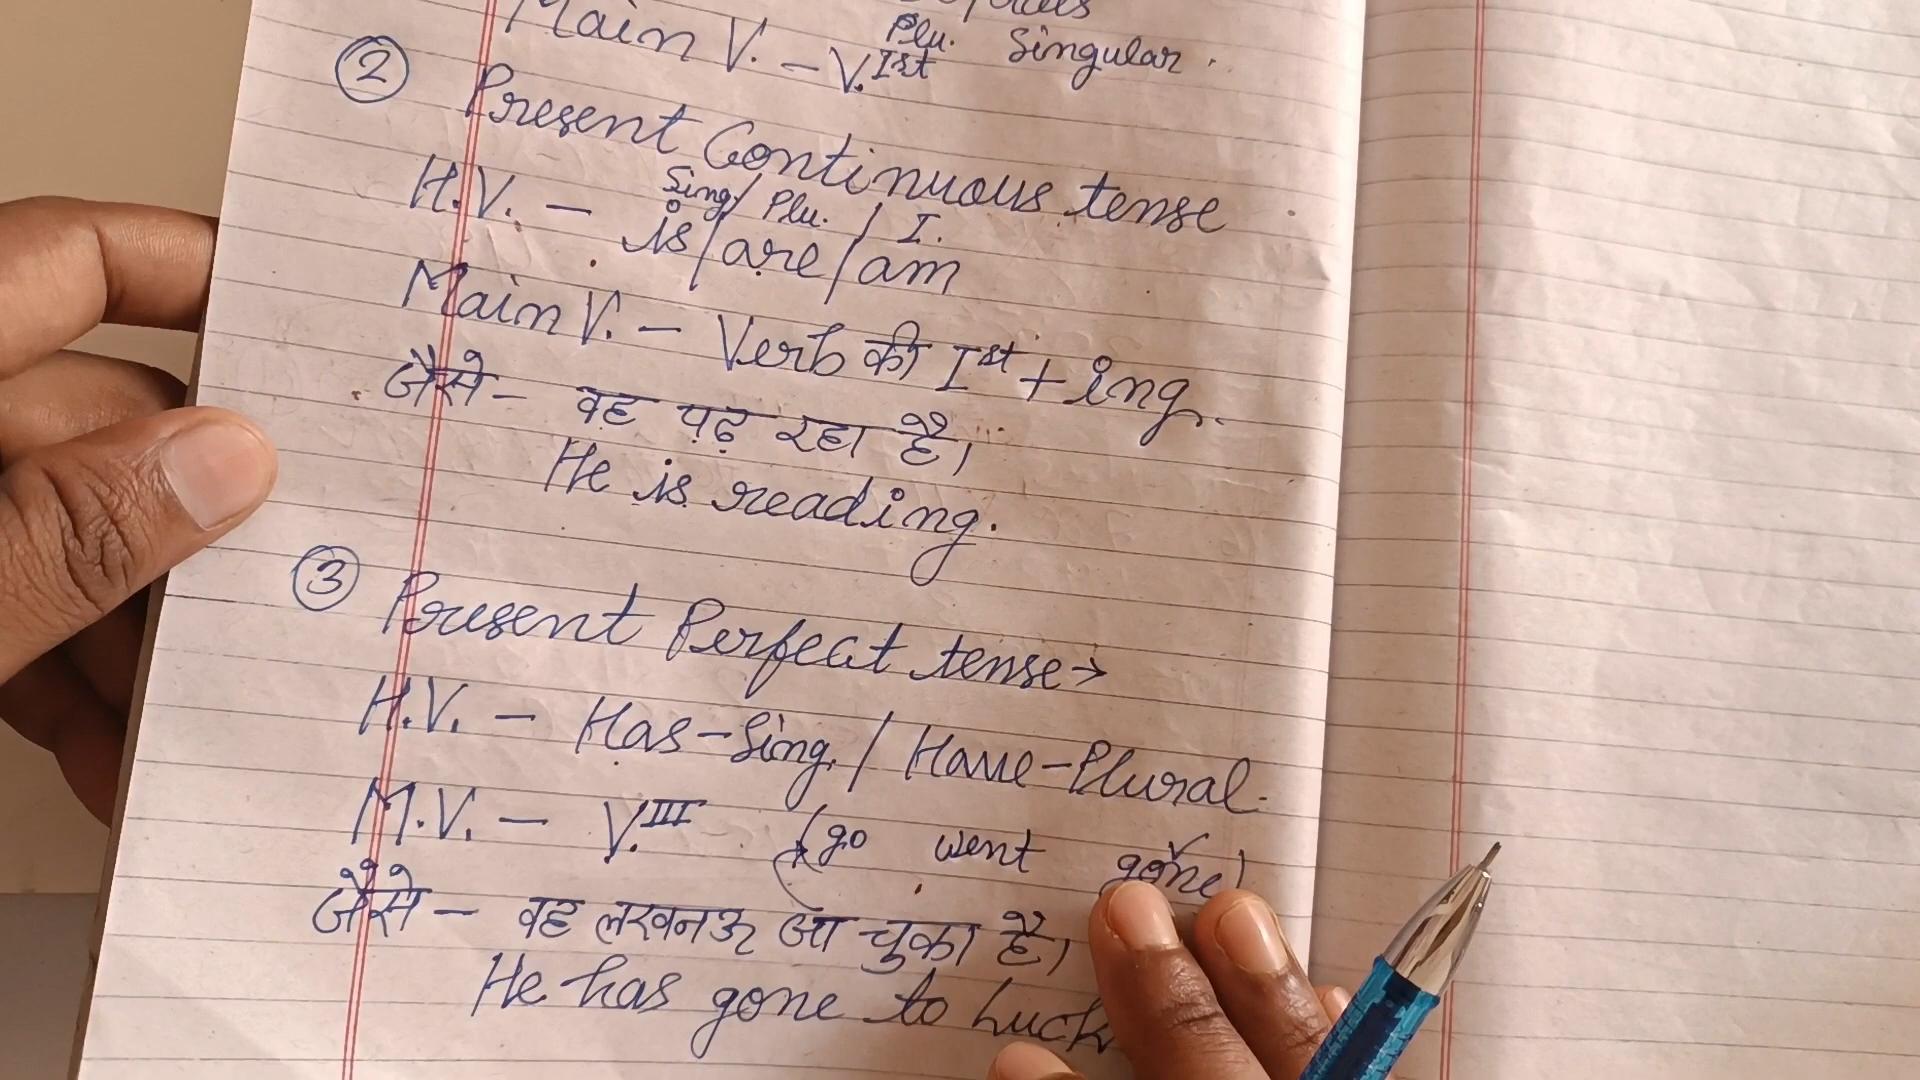 Plu. Singular.
Main V. – V. Ist
② Present Continuous tense
Sing/ Plu. / I.
H.V. – is/are/am
Main V. – Verb की Ist + ing.
जैसे – वह पढ़ रहा है।
He is reading.
③ Present Perfect tense→
H.V. – Has–Sing. / Have–Plural.
M.V. – V.III (go went gone)
जैसे – वह लखनऊ जा चुका है।
He has gone to Luck